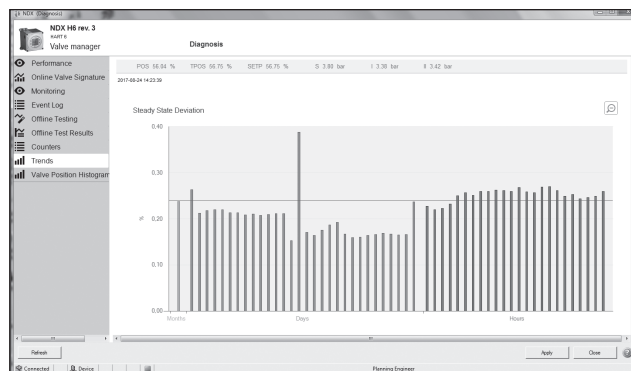 NDX (Diagnosis)
NDX H6 rev. 3
HART 6
Valve manager
Diagnosis
Performance
Online Valve Signature
Monitoring
Event Log
Offline Testing
Offline Test Results
Counters
Trends
Valve Position Histogram
POS 56.84 % TPOS 56.75 % SETP 56.75 % S 3.80 bar I 3.38 bar II 3.42 bar
2017-08-24 14:23:39
Steady State Deviation
0,40
0,30
%
0,20
0,10
0,00
Months Days Hours
Refresh Apply Close
Connected Device Planning Engineer